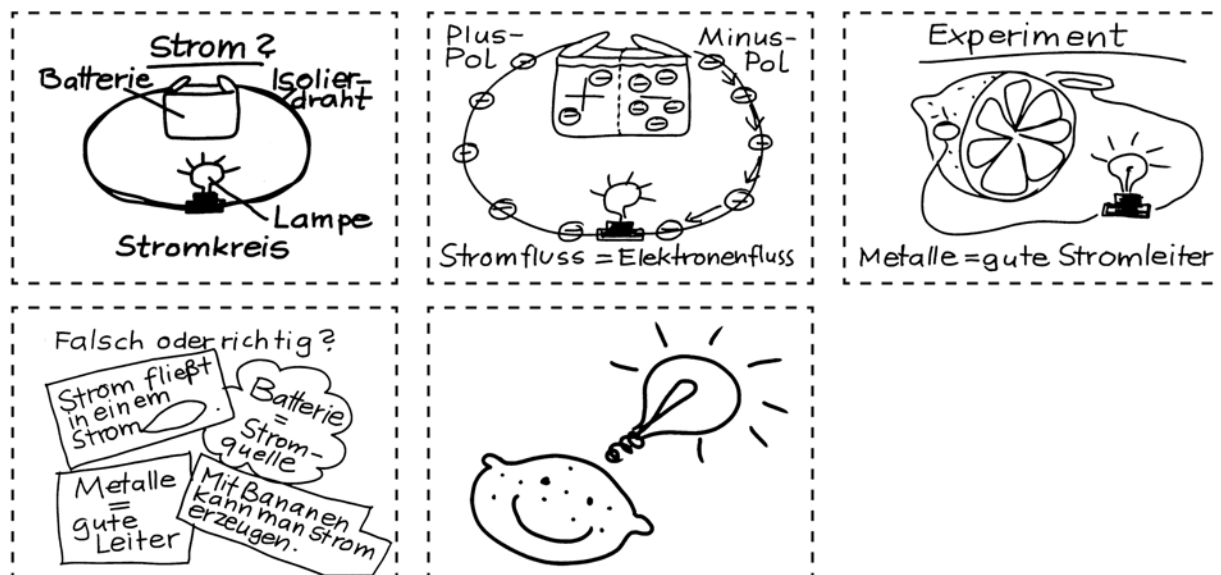 Strom?
Batterie
Isolier-
draht
Lampe
Stromkreis
Plus-
Pol
Minus-
Pol
+
−
Stromfluss = Elektronenfluss
Experiment
Metalle = gute Stromleiter
Falsch oder richtig?
Strom fließt
in einem
Strom
Batterie
=
Strom-
quelle
Metalle
=
gute
Leiter
Mit Bananen
kann man Strom
erzeugen.